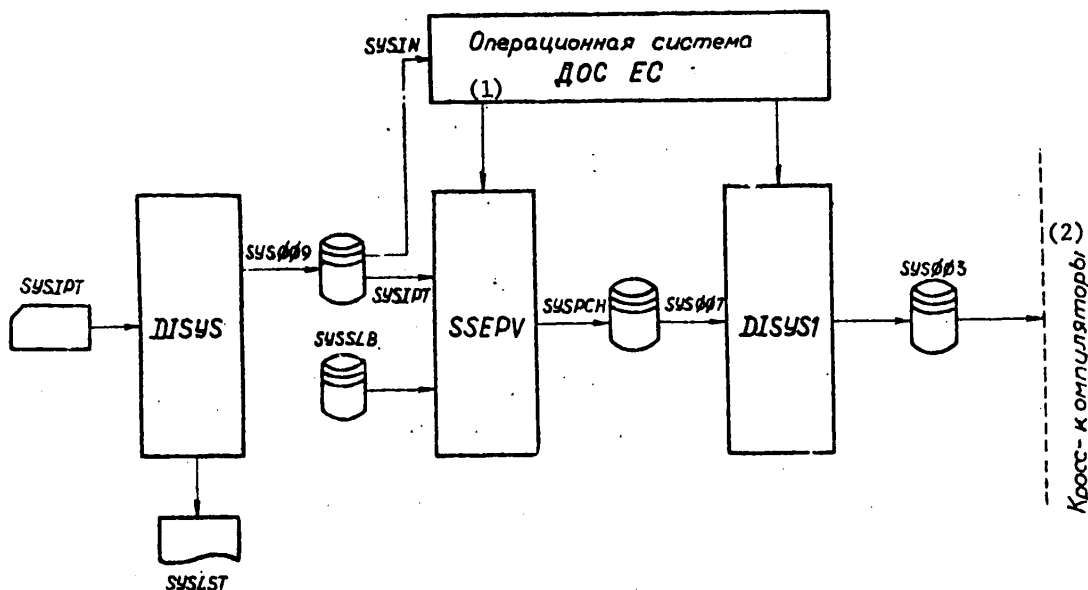 SYSIN
Операционная система
ДОС ЕС
(1)
(2)
SYSIPT
DISYS
SYSØØ9
SYSIPT
SYSSLB
SSEPV
SYSPCH
SYSØØ7
DISYS1
SYSØØ3
Кросс-компиляторы
SYSLST